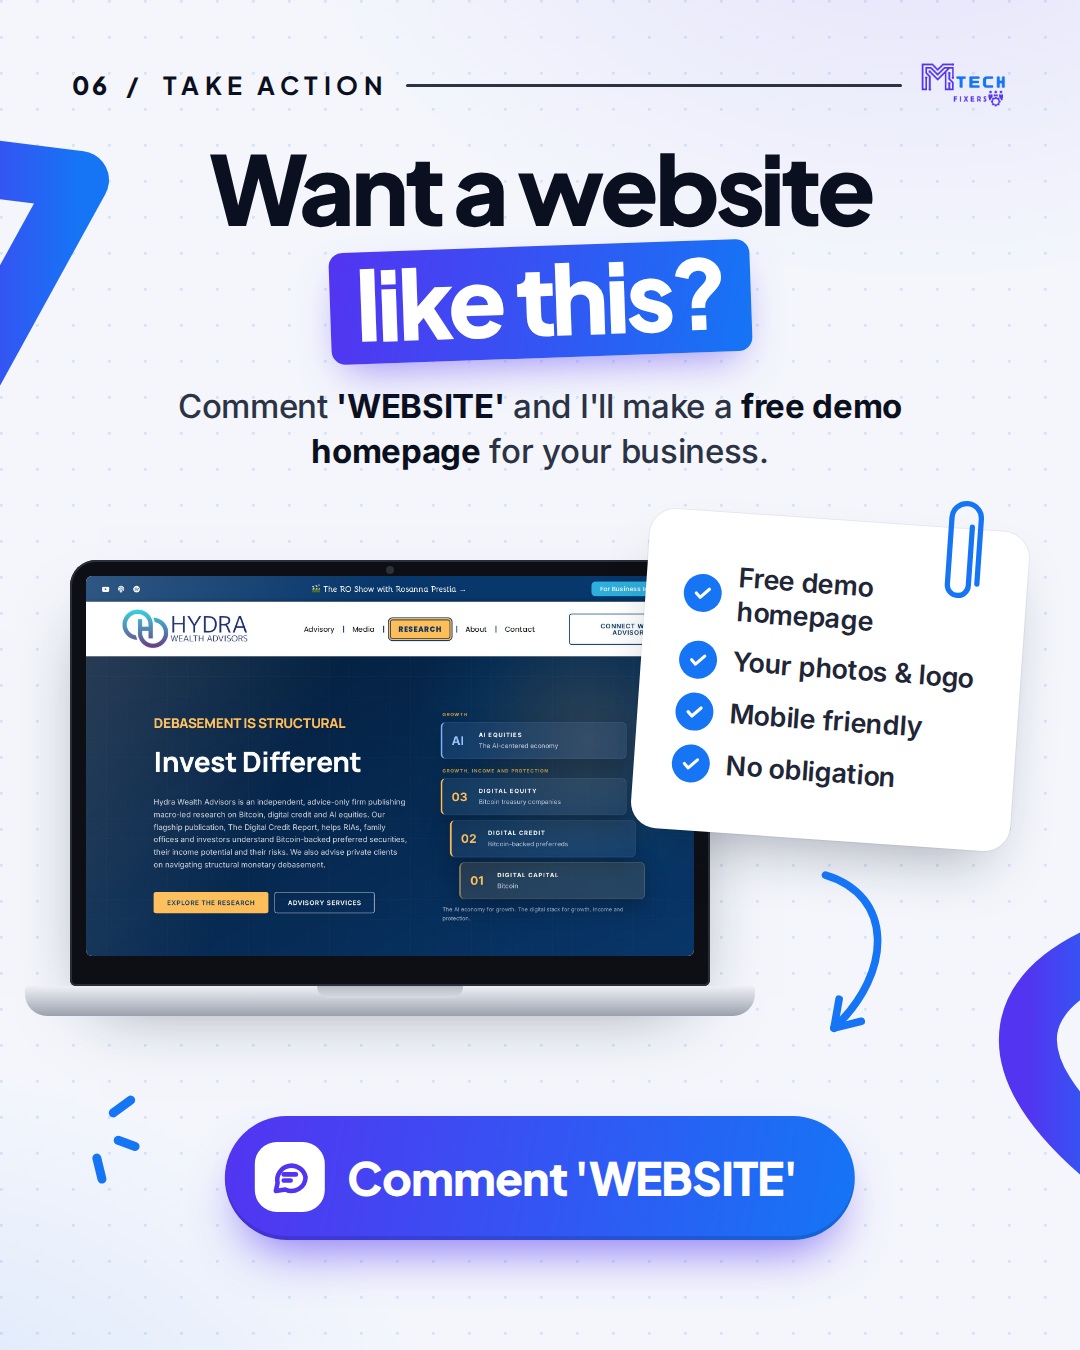 06 / TAKE ACTION
MTECH
FIXERS
Want a website
like this?
Comment 'WEBSITE' and I'll make a free demo
homepage for your business.
The RO Show with Rosanna Prestia →
For Business
HYDRA
WEALTH ADVISORS
Advisory | Media | RESEARCH | About | Contact
CONNECT
ADVISOR
DEBASEMENT IS STRUCTURAL
Invest Different
Hydra Wealth Advisors is an independent, advice-only firm publishing
macro-led research on Bitcoin, digital credit and AI equities. Our
flagship publication, The Digital Credit Report, helps RIAs, family
offices and investors understand Bitcoin-backed preferred securities,
their income potential and their risks. We also advise private clients
on navigating structural monetary debasement.
EXPLORE THE RESEARCH
ADVISORY SERVICES
GROWTH
AI
AI EQUITIES
The AI-centered economy
GROWTH, INCOME AND PROTECTION
03
DIGITAL EQUITY
Bitcoin treasury companies
02
DIGITAL CREDIT
Bitcoin-backed preferreds
01
DIGITAL CAPITAL
Bitcoin
The AI economy for growth. The digital stack for growth, income and
protection.
Free demo
homepage
Your photos & logo
Mobile friendly
No obligation
Comment 'WEBSITE'